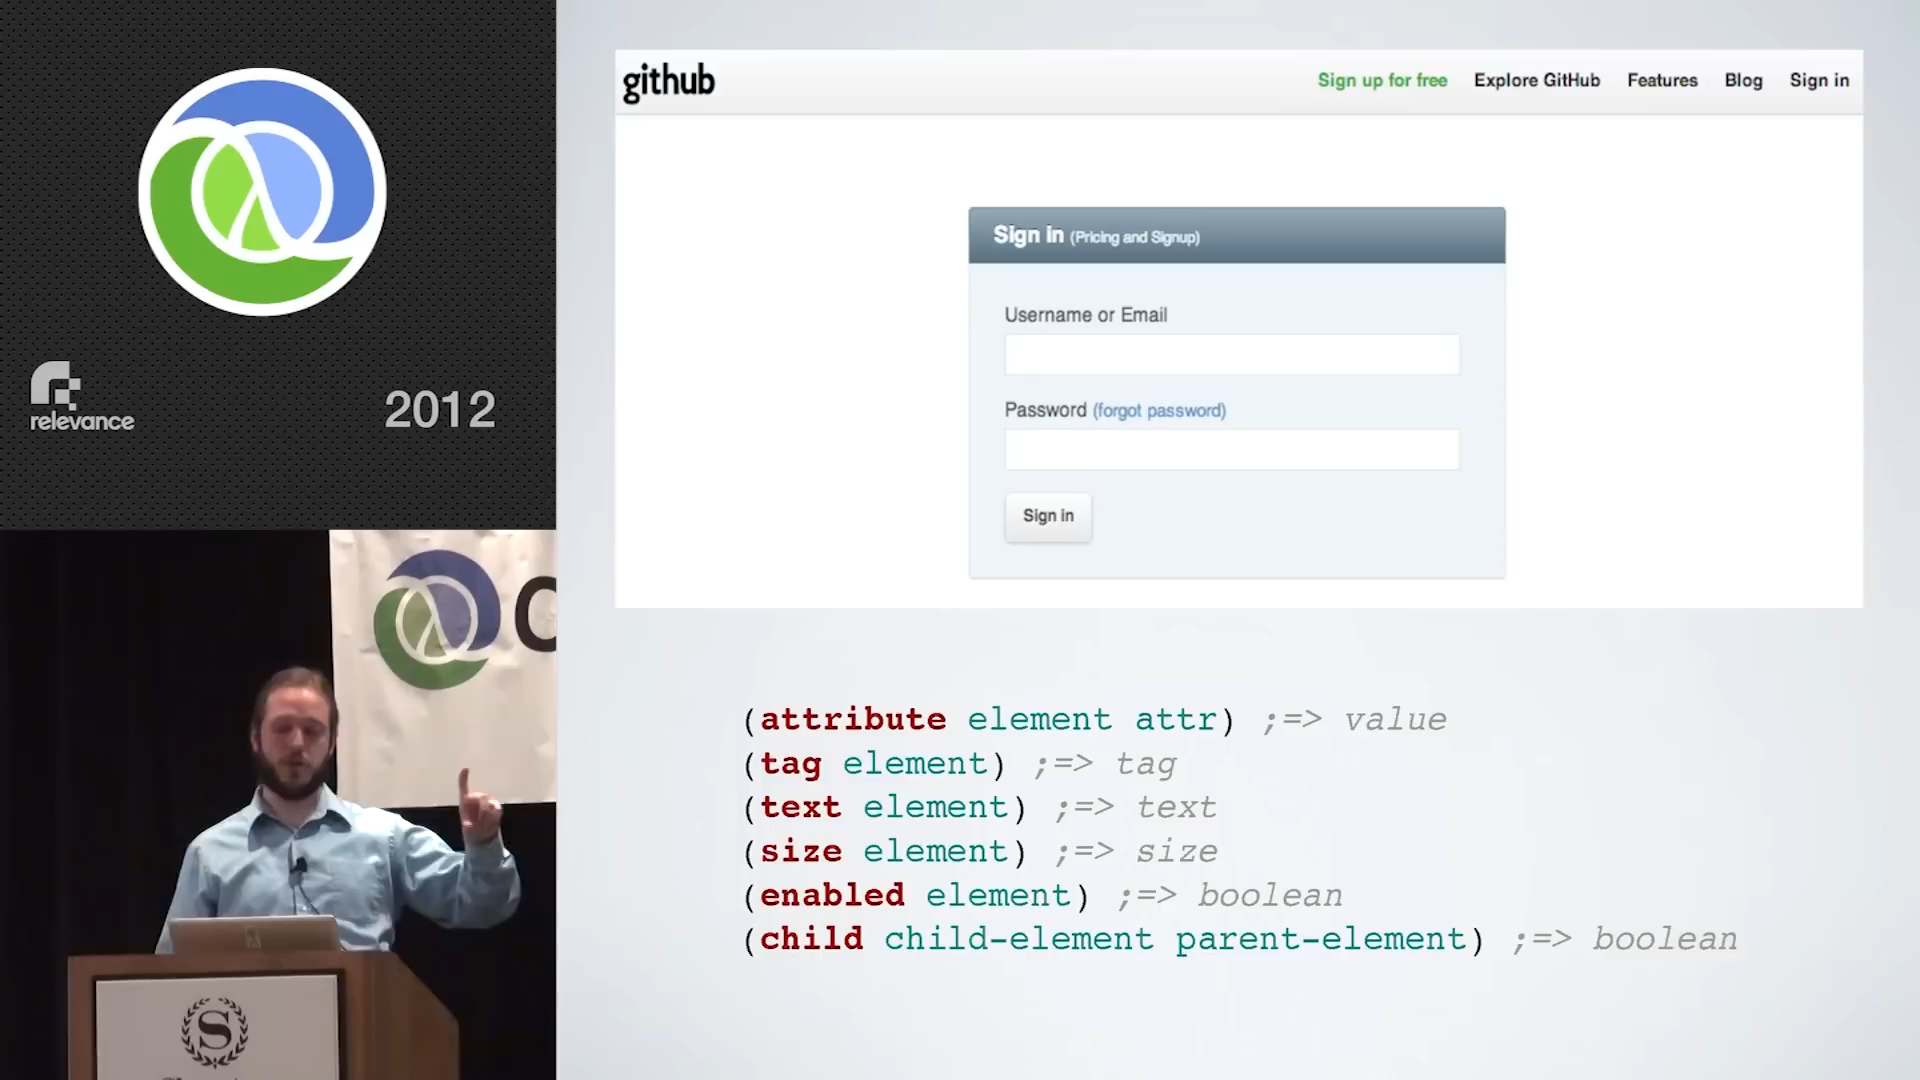 relevance
2012
C
S
github
Sign up for free Explore GitHub Features Blog Sign in
Sign in (Pricing and Signup)
Username or Email
Password (forgot password)
Sign in
(attribute element attr) ;=> value
(tag element) ;=> tag
(text element) ;=> text
(size element) ;=> size
(enabled element) ;=> boolean
(child child-element parent-element) ;=> boolean